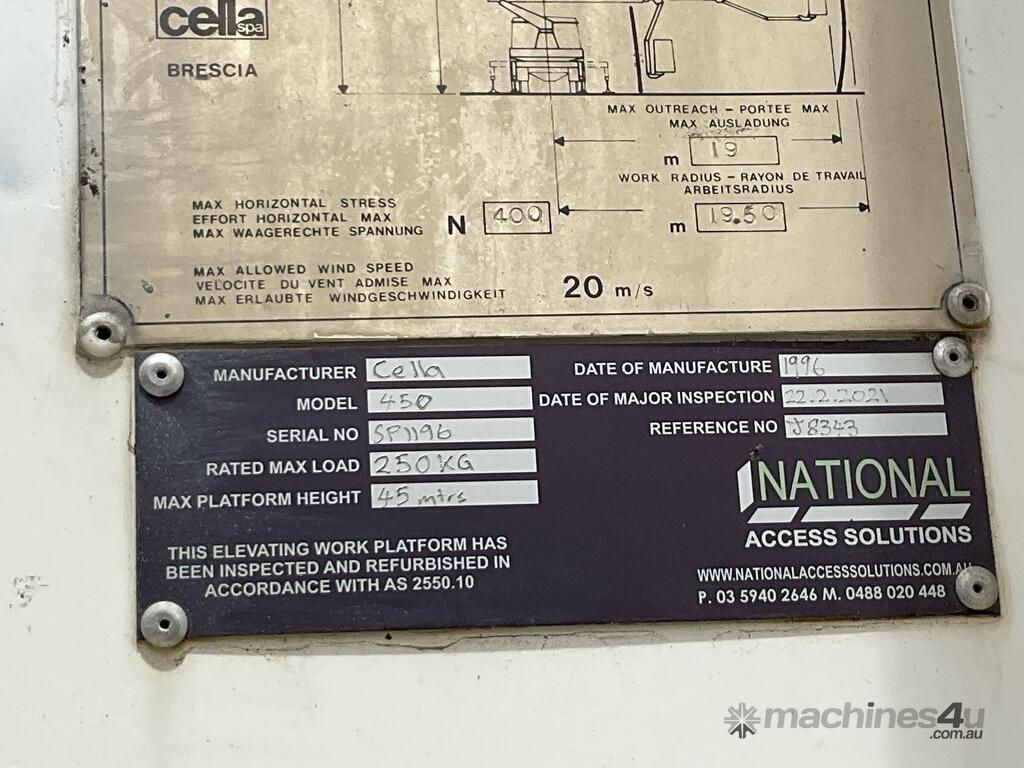 cella spa
BRESCIA
MAX OUTREACH – PORTEE MAX
MAX AUSLADUNG
m 19
WORK RADIUS – RAYON DE TRAVAIL
ARBEITSRADIUS
m 19.50
MAX HORIZONTAL STRESS
EFFORT HORIZONTAL MAX
MAX WAAGERECHTE SPANNUNG
N 400
MAX ALLOWED WIND SPEED
VELOCITE DU VENT ADMISE MAX
MAX ERLAUBTE WINDGESCHWINDIGKEIT
20 m/s
MANUFACTURER Cella
MODEL 450
SERIAL NO SP1196
RATED MAX LOAD 250KG
MAX PLATFORM HEIGHT 45 mtrs
DATE OF MANUFACTURE 1996
DATE OF MAJOR INSPECTION 22.2.2021
REFERENCE NO J8343
THIS ELEVATING WORK PLATFORM HAS
BEEN INSPECTED AND REFURBISHED IN
ACCORDANCE WITH AS 2550.10
NATIONAL
ACCESS SOLUTIONS
WWW.NATIONALACCESSSOLUTIONS.COM.AU
P. 03 5940 2646 M. 0488 020 448
machines4u
.com.au